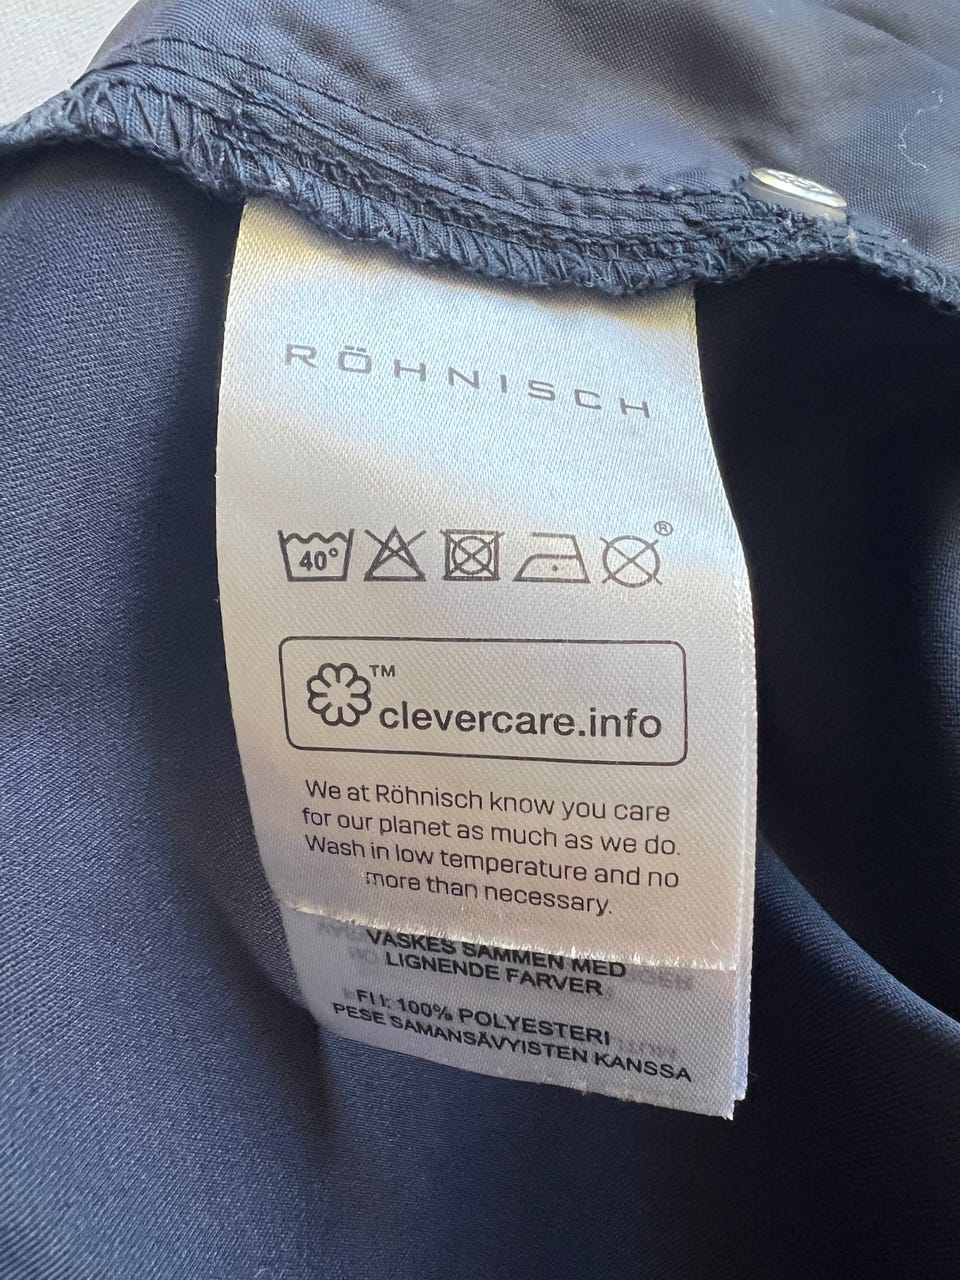 RÖHNISCH
40°
®
™
clevercare.info
We at Röhnisch know you care
for our planet as much as we do.
Wash in low temperature and no
more than necessary.
VASKES SAMMEN MED
LIGNENDE FARVER
100% POLYESTERI
PESE SAMANSÄVYISTEN KANSSA